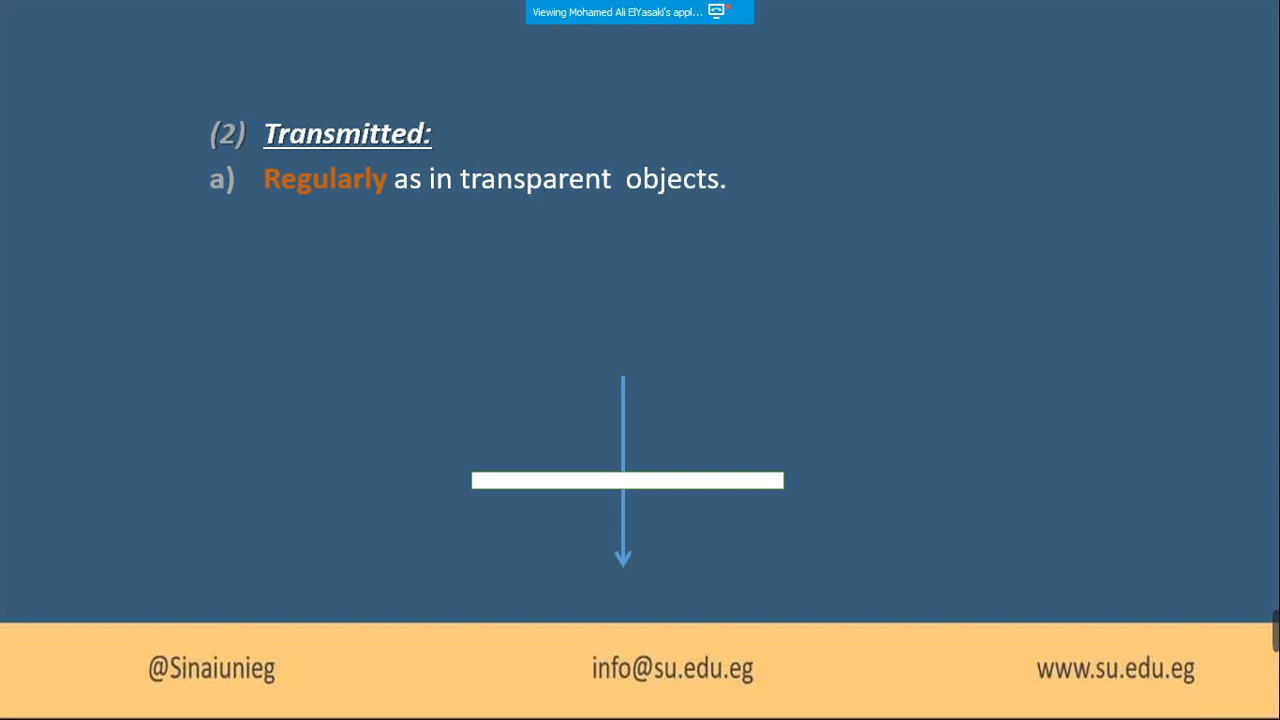 Viewing Mohamed Ali ElYasaki's appl...
(2) Transmitted:
a) Regularly as in transparent objects.
@Sinaiunieg info@su.edu.eg www.su.edu.eg